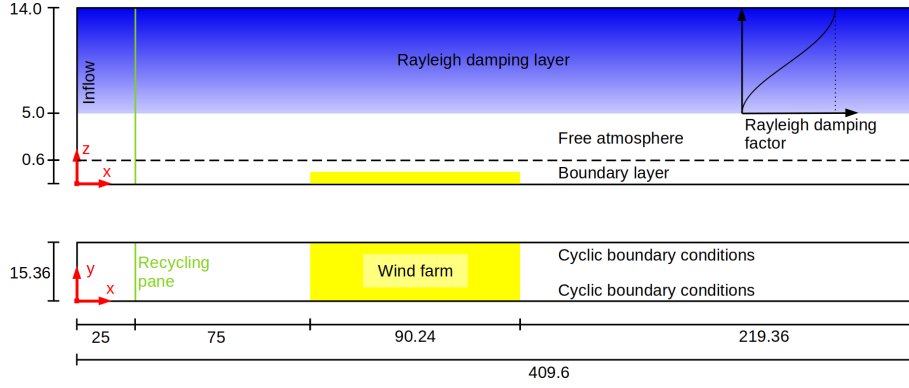 14.0
Rayleigh damping layer
Inflow
5.0
Rayleigh damping
factor
Free atmosphere
0.6
z
Boundary layer
x
Recycling
pane
Cyclic boundary conditions
15.36
y
Wind farm
x
Cyclic boundary conditions
25
75
90.24
219.36
409.6